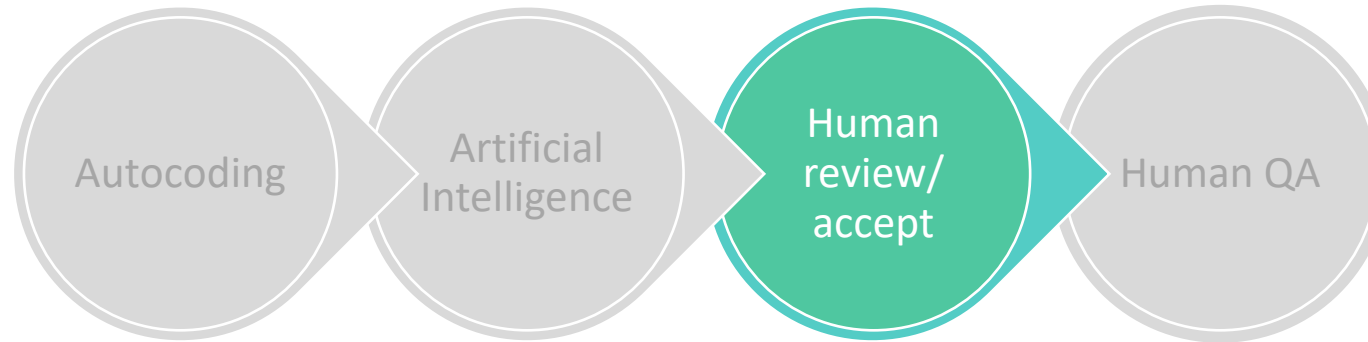 Autocoding
Artificial
Intelligence
Human
review/
accept
Human QA